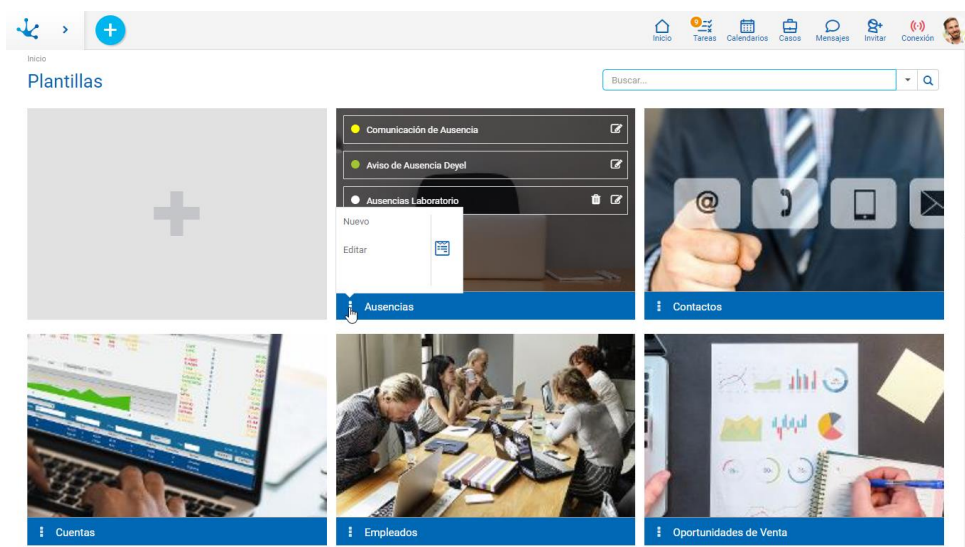 9
Inicio
Tareas
Calendarios
Casos
Mensajes
Invitar
Conexión
Inicio
Plantillas
Buscar...
Comunicación de Ausencia
Aviso de Ausencia Deyel
Ausencias Laboratorio
Nuevo
Editar
@
Ausencias
Contactos
Cuentas
Empleados
Oportunidades de Venta